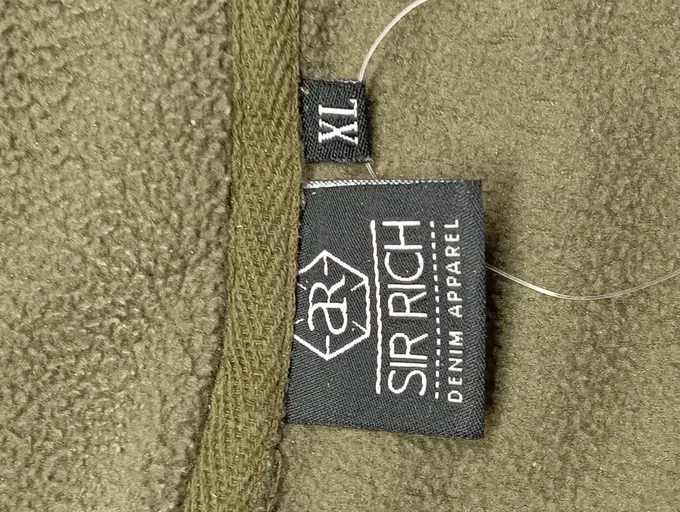 XL
SR
SIR RICH
DENIM APPAREL